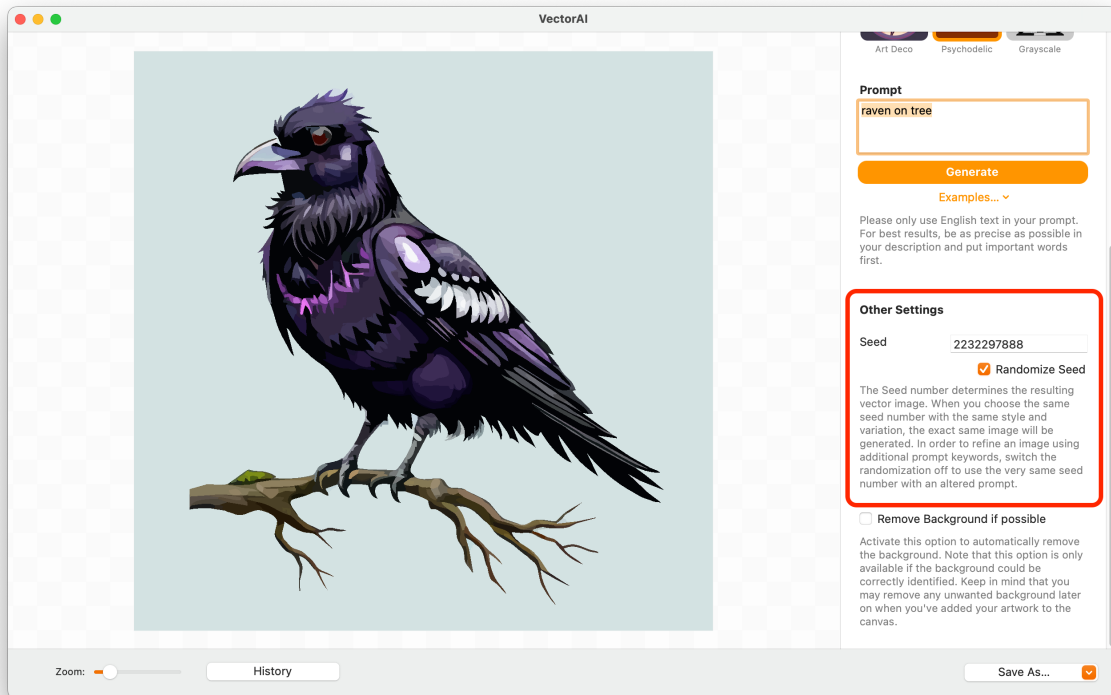 VectorAI
Art Deco
Psychodelic
Grayscale
Prompt
raven on tree
Generate
Examples...
Please only use English text in your prompt.
For best results, be as precise as possible in
your description and put important words
first.
Other Settings
Seed
2232297888
Randomize Seed
The Seed number determines the resulting
vector image. When you choose the same
seed number with the same style and
variation, the exact same image will be
generated. In order to refine an image using
additional prompt keywords, switch the
randomization off to use the very same seed
number with an altered prompt.
Remove Background if possible
Activate this option to automatically remove
the background. Note that this option is only
available if the background could be
correctly identified. Keep in mind that you
may remove any unwanted background later
on when you've added your artwork to the
canvas.
Zoom:
History
Save As...